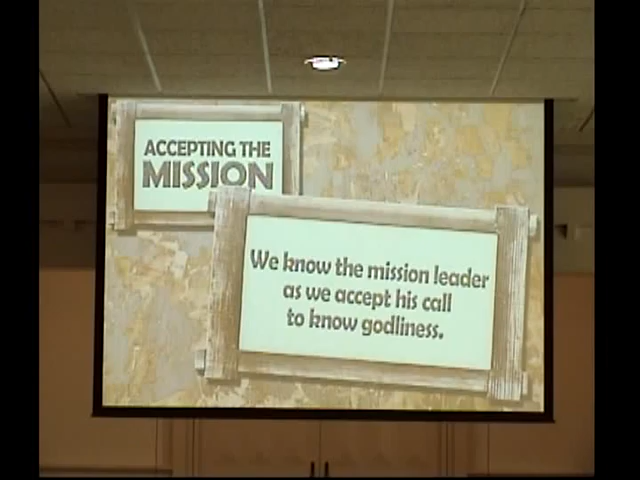 ACCEPTING THE
MISSION
We know the mission leader
as we accept his call
to know godliness.